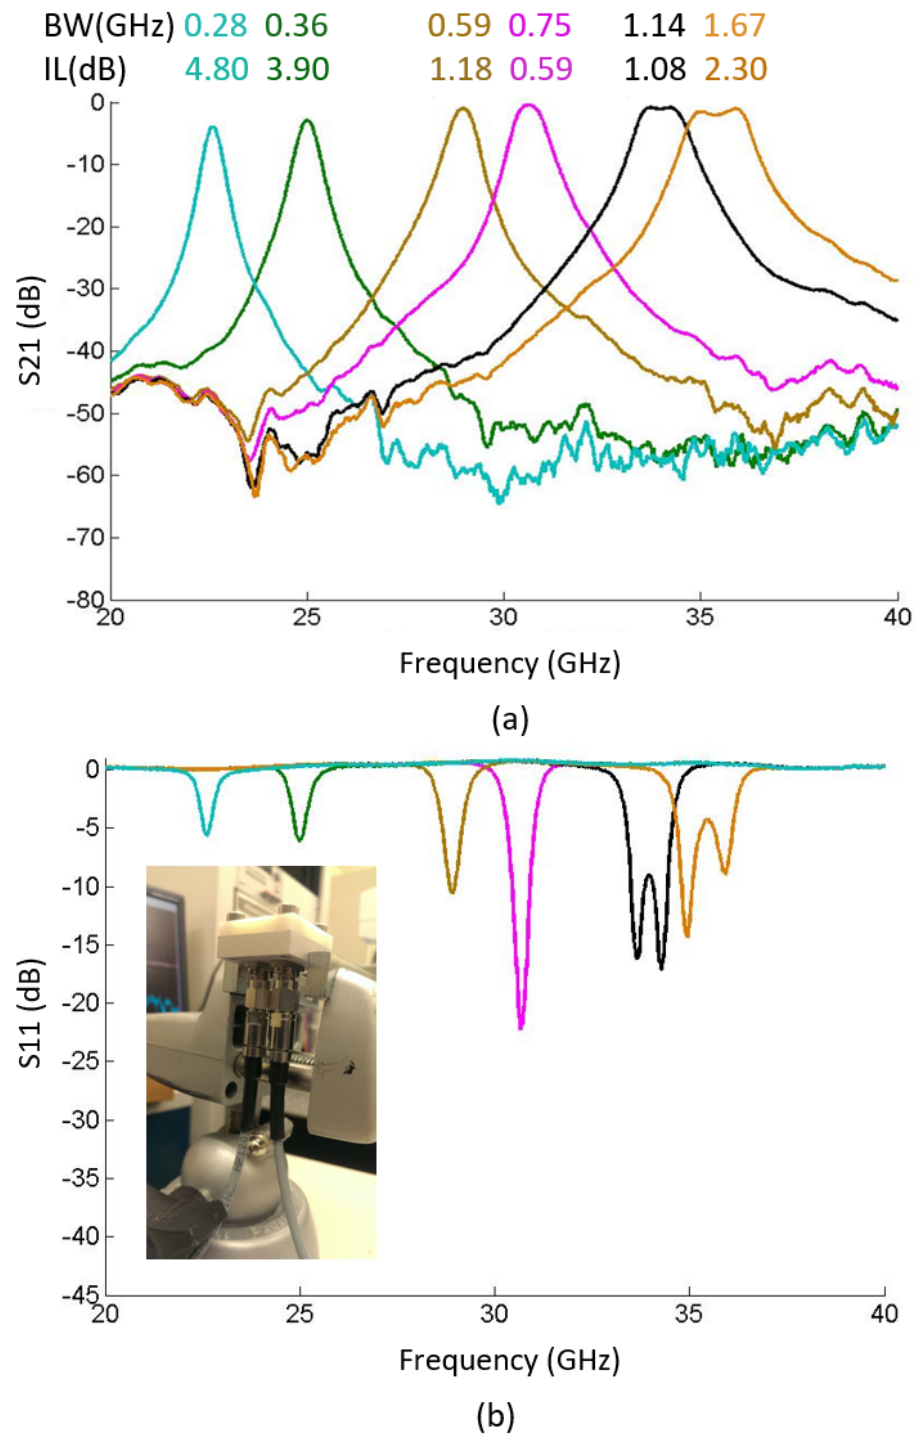 BW(GHz) 0.28 0.36 0.59 0.75 1.14 1.67
IL(dB) 4.80 3.90 1.18 0.59 1.08 2.30
0
-10
-20
-30
-40
-50
-60
-70
-80
S21 (dB)
20 25 30 35 40
Frequency (GHz)
(a)
0
-5
-10
-15
-20
-25
-30
-35
-40
-45
S11 (dB)
20 25 30 35 40
Frequency (GHz)
(b)